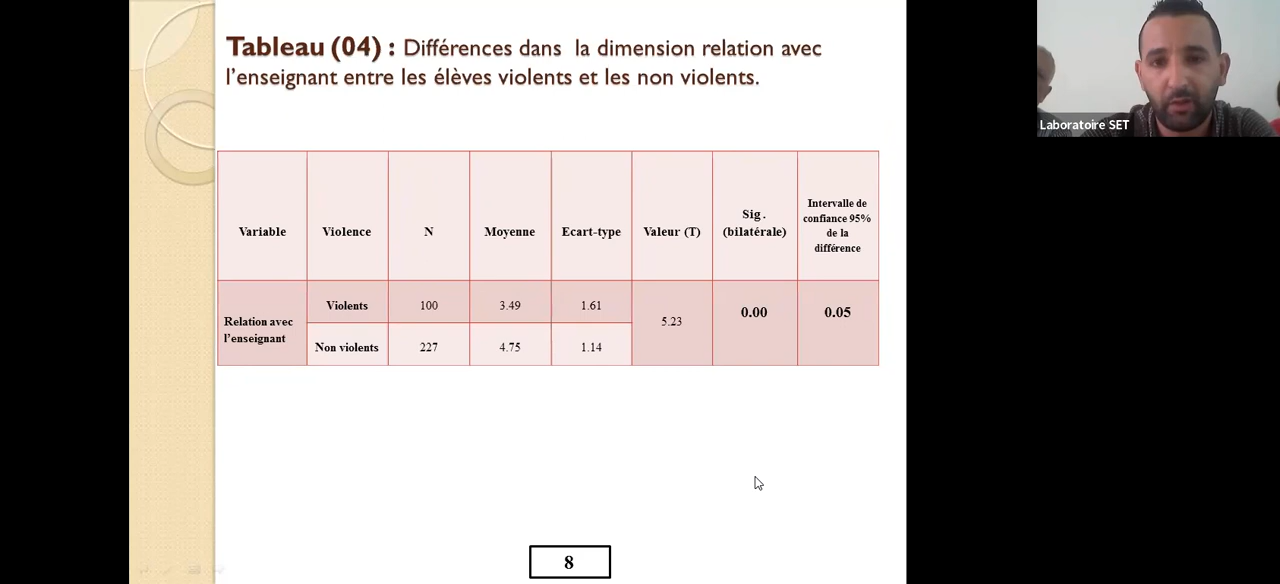 Tableau (04) : Différences dans la dimension relation avec
l'enseignant entre les élèves violents et les non violents.
Laboratoire SET
Variable
Violence
N
Moyenne
Ecart-type
Valeur (T)
Sig.
(bilatérale)
Intervalle de
confiance 95%
de la
différence
Relation avec
l'enseignant
Violents
100
3.49
1.61
5.23
0.00
0.05
Non violents
227
4.75
1.14
8